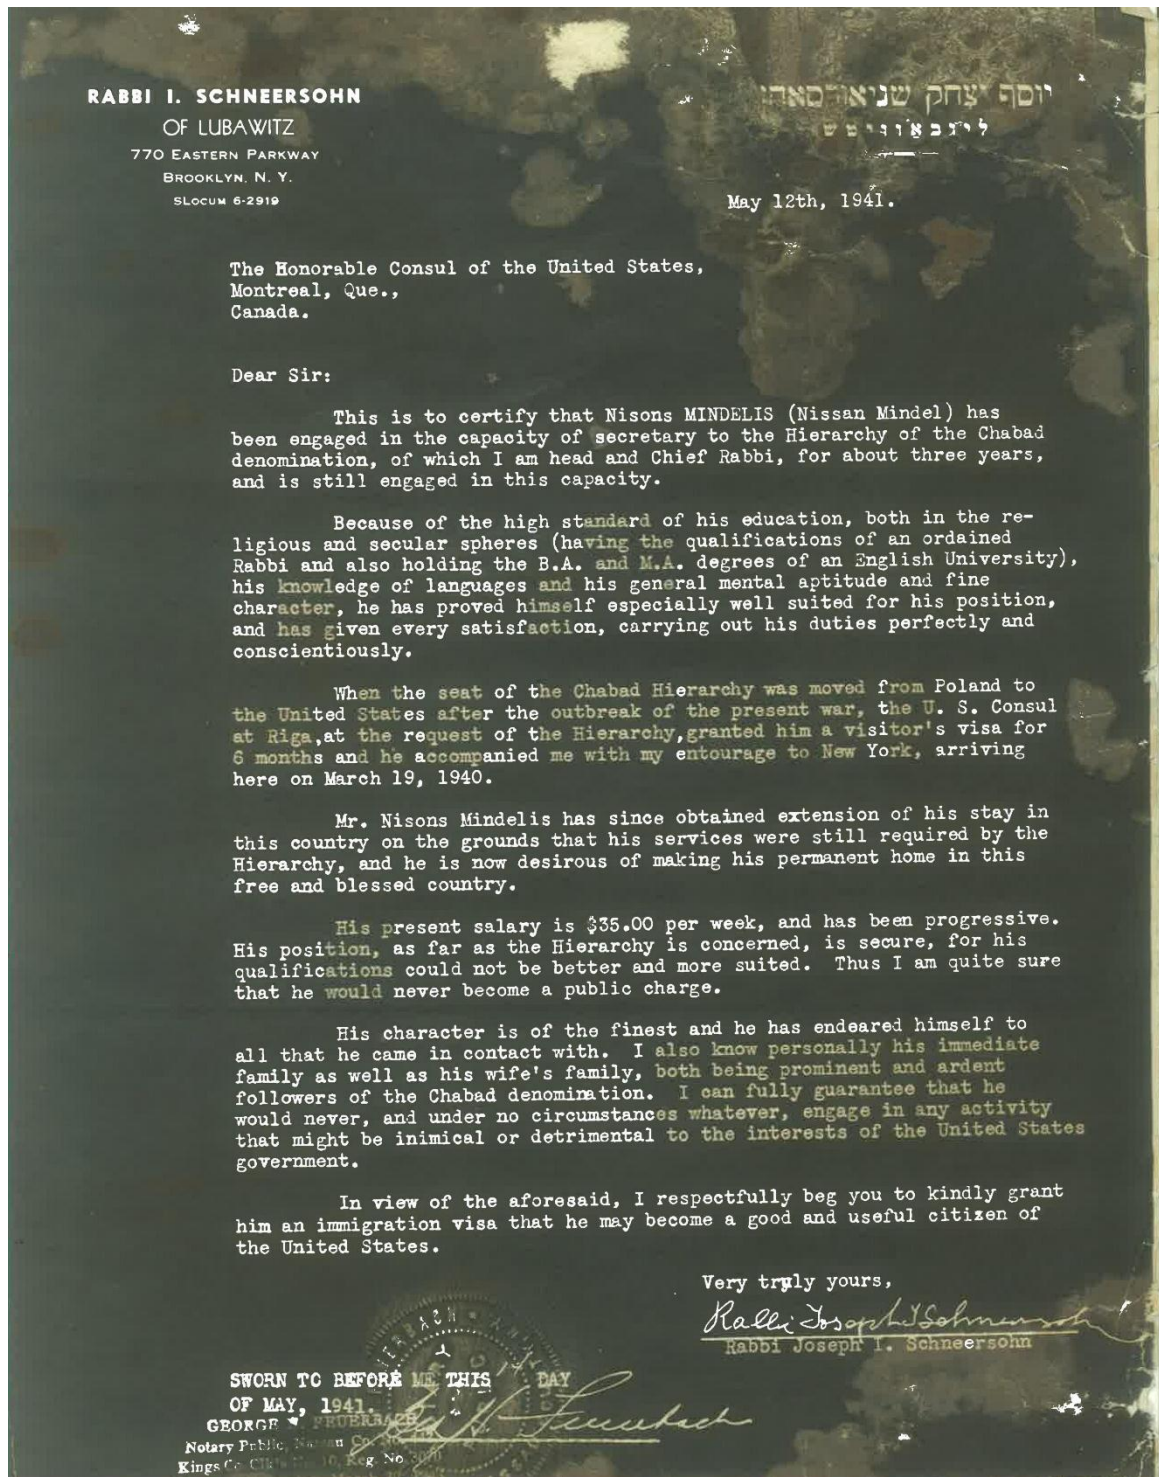 RABBI I. SCHNEERSOHN
OF LUBAWITZ
770 EASTERN PARKWAY
BROOKLYN, N. Y.
SLOCUM 6-2919
יוסף יצחק שניאורסאהן
ליובאוויטש
May 12th, 1941.
The Honorable Consul of the United States,
Montreal, Que.,
Canada.
Dear Sir:
This is to certify that Nisons MINDELIS (Nissan Mindel) has
been engaged in the capacity of secretary to the Hierarchy of the Chabad
denomination, of which I am head and Chief Rabbi, for about three years,
and is still engaged in this capacity.
Because of the high standard of his education, both in the re-
ligious and secular spheres (having the qualifications of an ordained
Rabbi and also holding the B.A. and M.A. degrees of an English University),
his knowledge of languages and his general mental aptitude and fine
character, he has proved himself especially well suited for his position,
and has given every satisfaction, carrying out his duties perfectly and
conscientiously.
When the seat of the Chabad Hierarchy was moved from Poland to
the United States after the outbreak of the present war, the U. S. Consul
at Riga,at the request of the Hierarchy,granted him a visitor's visa for
6 months and he accompanied me with my entourage to New York, arriving
here on March 19, 1940.
Mr. Nisons Mindelis has since obtained extension of his stay in
this country on the grounds that his services were still required by the
Hierarchy, and he is now desirous of making his permanent home in this
free and blessed country.
His present salary is $35.00 per week, and has been progressive.
His position, as far as the Hierarchy is concerned, is secure, for his
qualifications could not be better and more suited. Thus I am quite sure
that he would never become a public charge.
His character is of the finest and he has endeared himself to
all that he came in contact with. I also know personally his immediate
family as well as his wife's family, both being prominent and ardent
followers of the Chabad denomination. I can fully guarantee that he
would never, and under no circumstances whatever, engage in any activity
that might be inimical or detrimental to the interests of the United States
government.
In view of the aforesaid, I respectfully beg you to kindly grant
him an immigration visa that he may become a good and useful citizen of
the United States.
Very truly yours,
Rabbi Joseph I Schneersohn
Rabbi Joseph I. Schneersohn
SWORN TO BEFORE ME THIS DAY
OF MAY, 1941.
GEORGE FEUERBACH
Notary Public, Nassau Co.
Kings Co. Reg. No.